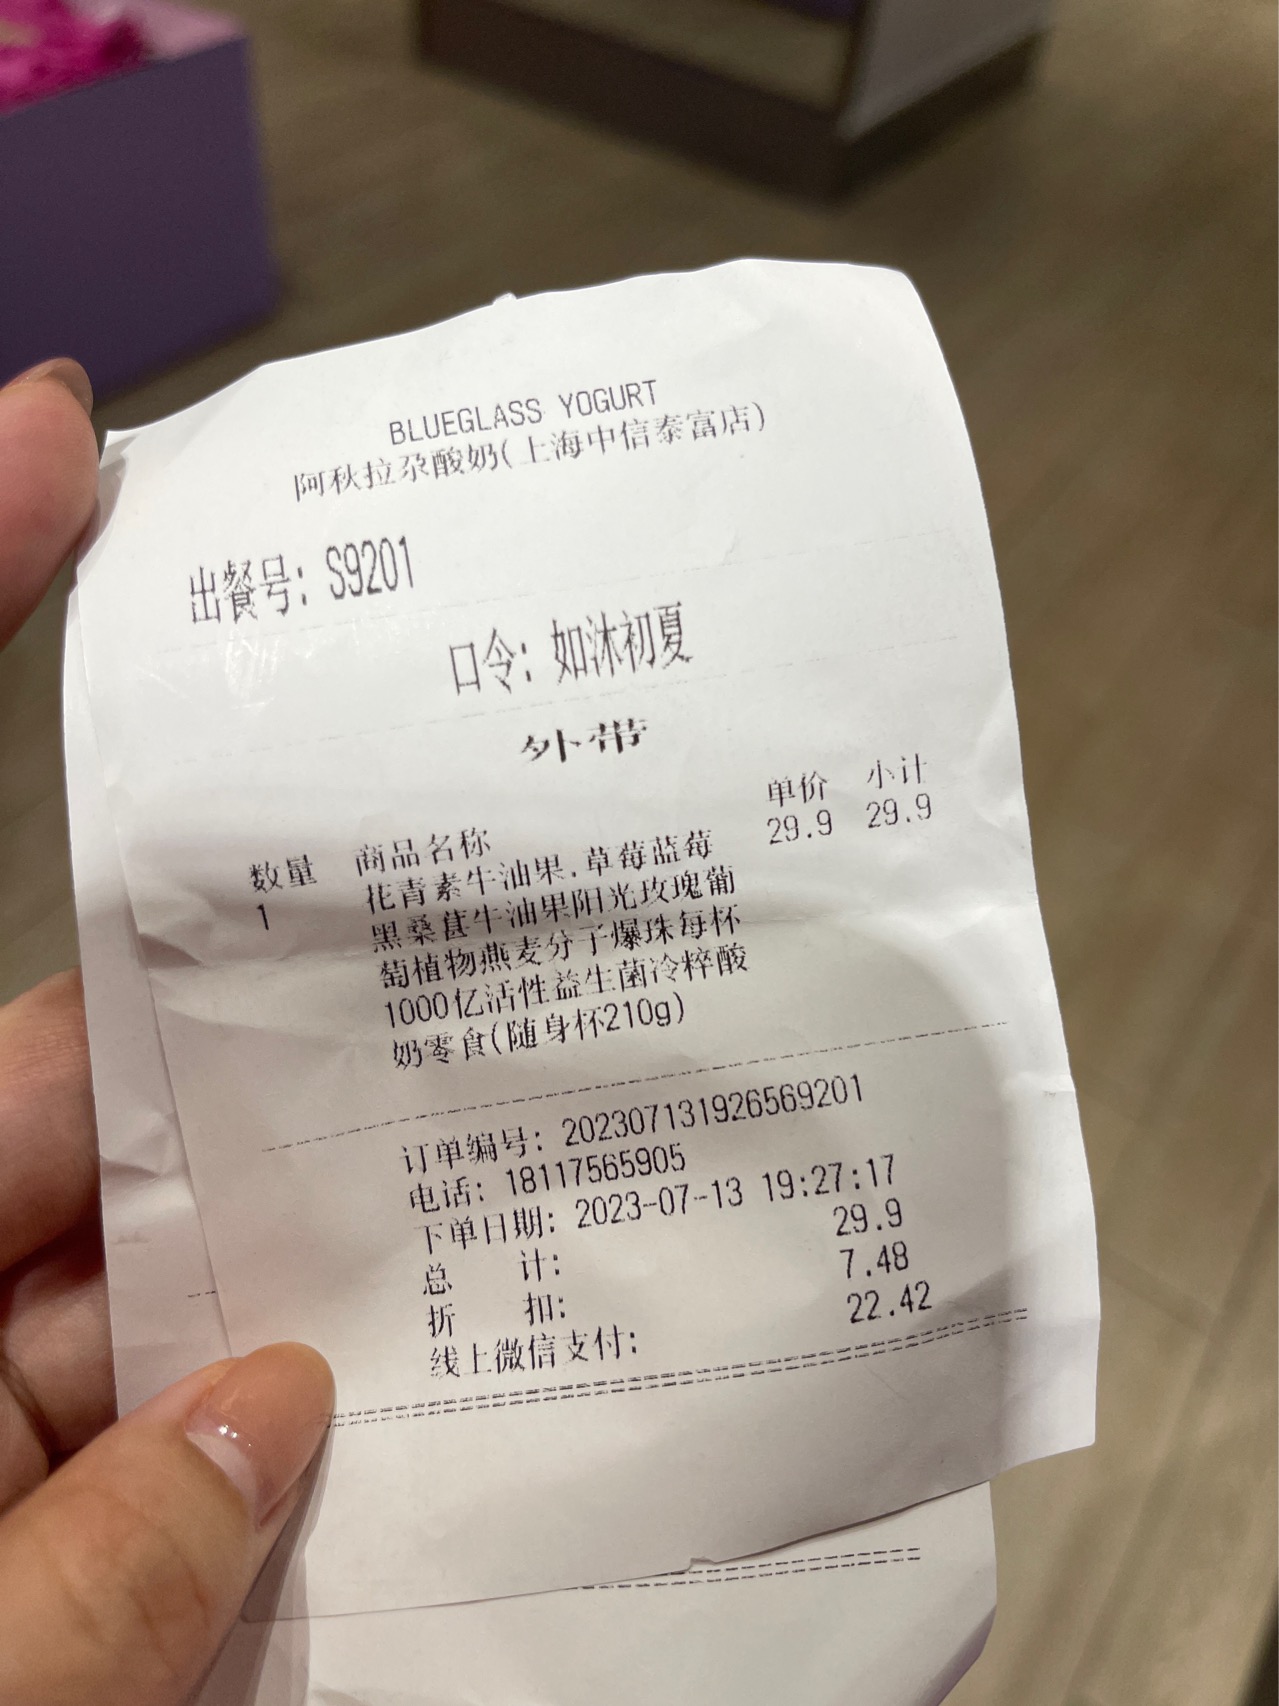 BLUEGLASS YOGURT
阿秋拉尕酸奶(上海中信泰富店)
出餐号: S9201
口令: 如沐初夏
外带
数量 商品名称 单价 小计
1 花青素牛油果.草莓蓝莓 29.9 29.9
黑桑葚牛油果阳光玫瑰葡
萄植物燕麦分子爆珠每杯
1000亿活性益生菌冷粹酸
奶零食(随身杯210g)
订单编号: 202307131926569201
电话: 18117565905
下单日期: 2023-07-13 19:27:17
总 计: 29.9
折 扣: 7.48
线上微信支付: 22.42